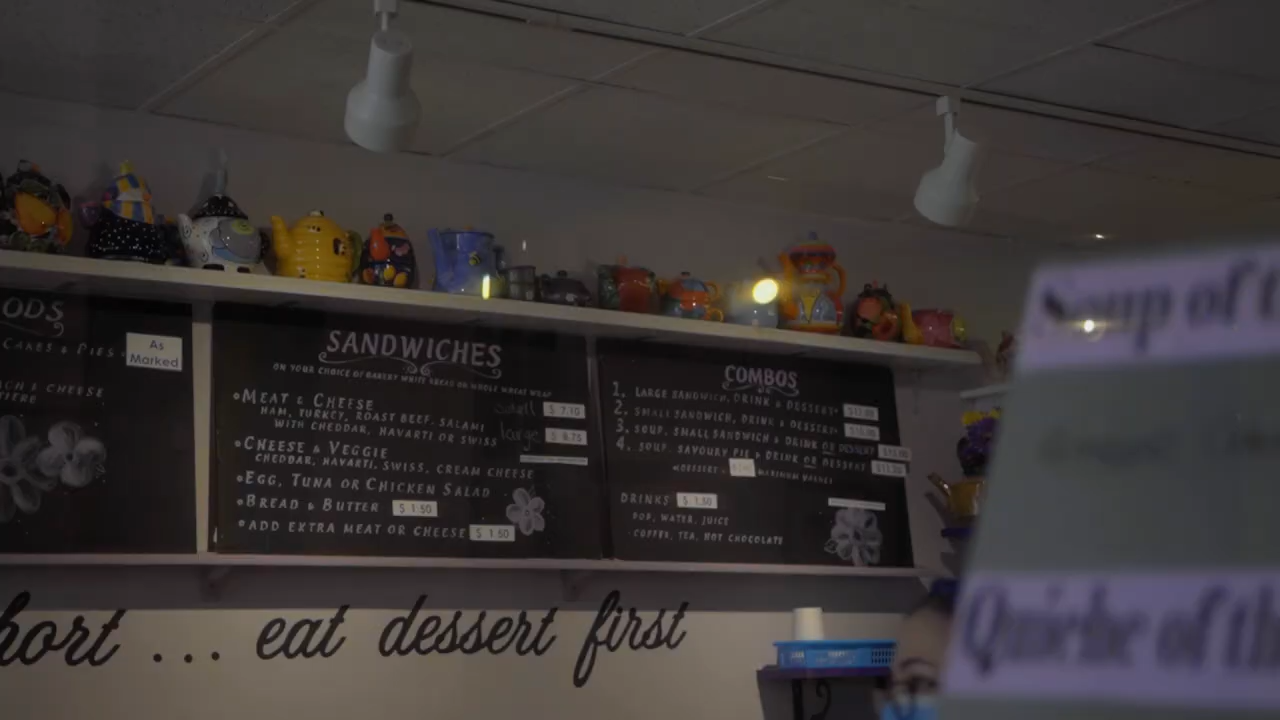 ODS
CAKES & PIES
As
Marked
& CHEESE
TIERE
SANDWICHES
ON YOUR CHOICE OF BAKERY WHITE BREAD OR WHOLE WHEAT WRAP
•MEAT & CHEESE
HAM, TURKEY, ROAST BEEF, SALAMI
WITH CHEDDAR, HAVARTI OR SWISS
small $ 7.10
large $ 8.75
•CHEESE & VEGGIE
CHEDDAR, HAVARTI, SWISS, CREAM CHEESE
•EGG, TUNA OR CHICKEN SALAD
•BREAD & BUTTER $ 1.50
•ADD EXTRA MEAT OR CHEESE $ 1.50
COMBOS
1. LARGE SANDWICH, DRINK & DESSERT*
2. SMALL SANDWICH, DRINK & DESSERT*
3. SOUP, SMALL SANDWICH & DRINK OR DESSERT
4. SOUP, SAVOURY PIE & DRINK OR DESSERT
*DESSERT MAXIMUM
DRINKS $ 1.50
POP, WATER, JUICE
COFFEE, TEA, HOT CHOCOLATE
hort ... eat dessert first
Soup of t
Quiche of th